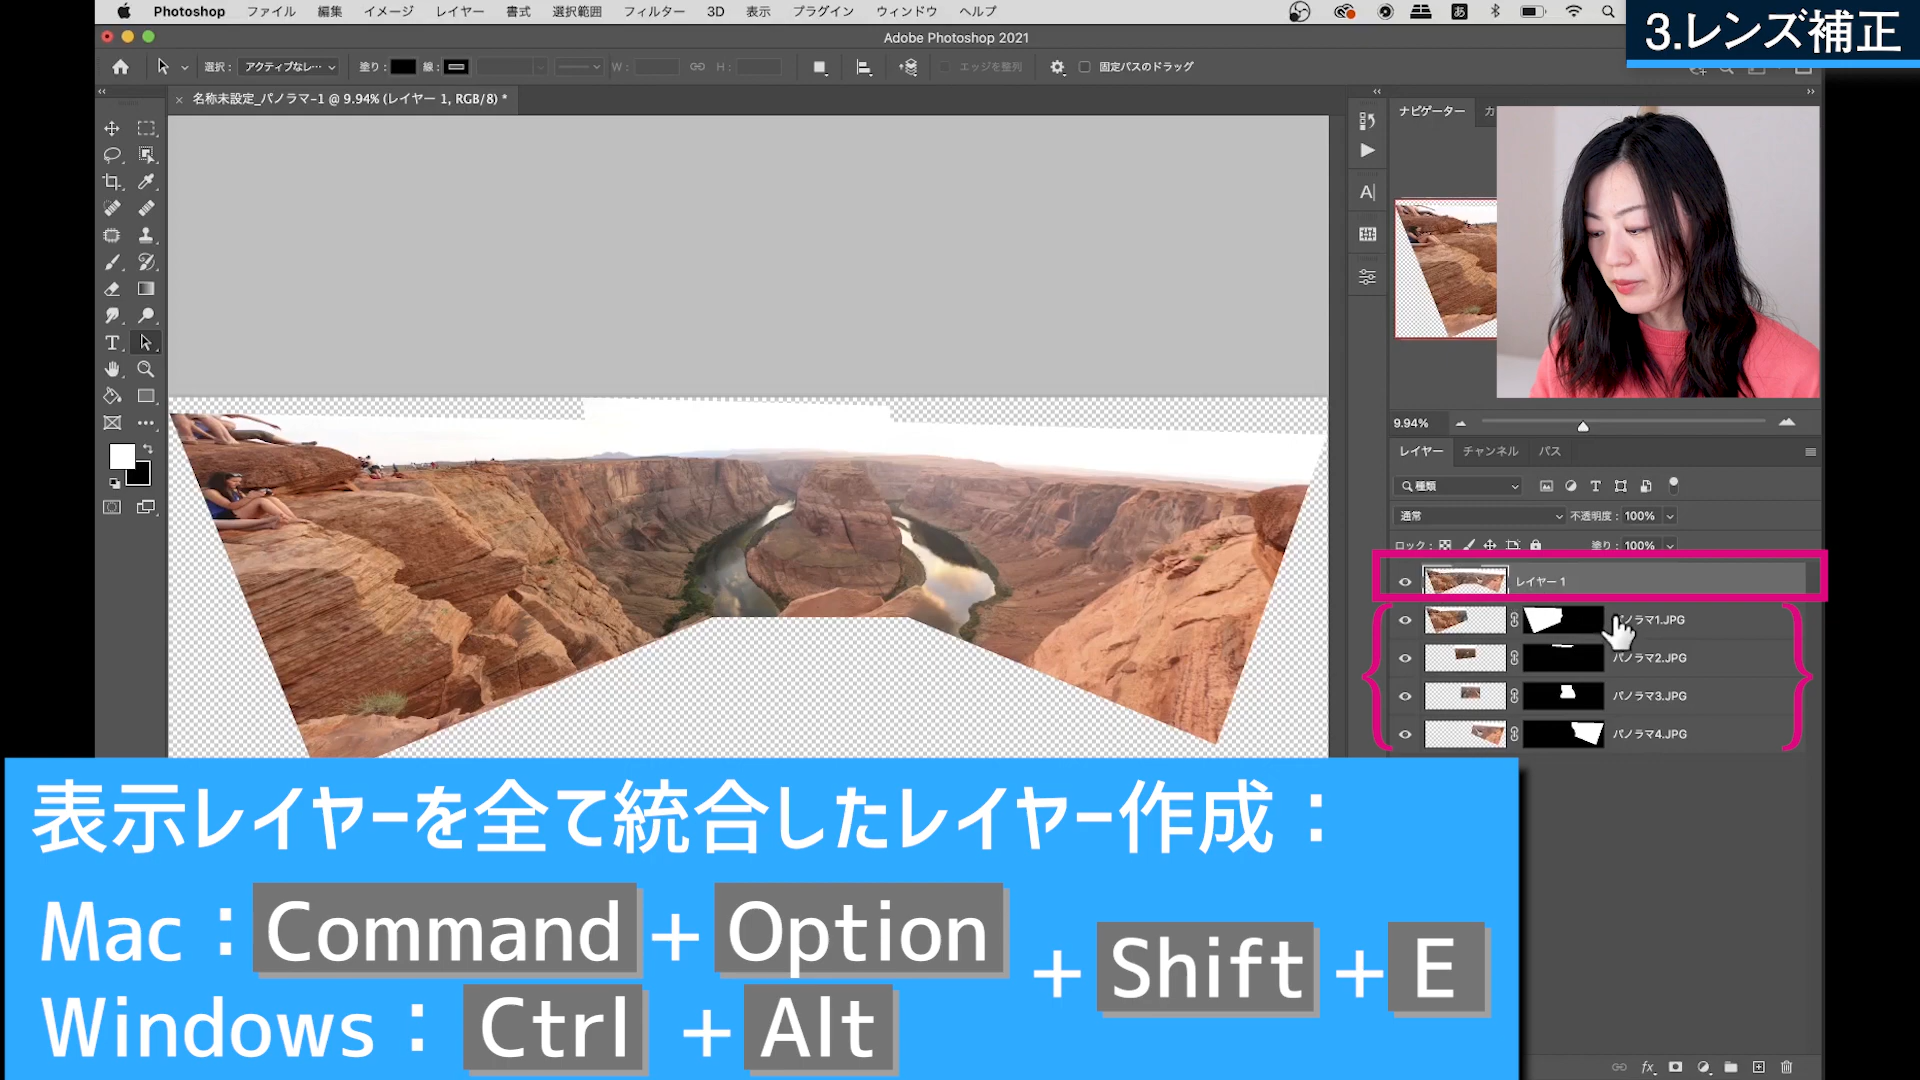 Photoshop ファイル 編集 イメージ レイヤー 書式 選択範囲 フィルター 3D 表示 プラグイン ウィンドウ ヘルプ
あ
3.レンズ補正
Adobe Photoshop 2021
選択： アクティブなレ… 塗り： 線： W： H： エッジを整列 固定パスのドラッグ
名称未設定_パノラマ-1 @ 9.94% (レイヤー 1, RGB/8) *
ナビゲーター カ
9.94%
レイヤー チャンネル パス
種類
通常 不透明度： 100%
ロック： 塗り： 100%
レイヤー 1
パノラマ1.JPG
パノラマ2.JPG
パノラマ3.JPG
パノラマ4.JPG
表示レイヤーを全て統合したレイヤー作成：
Mac：Command + Option
+ Shift + E
Windows： Ctrl + Alt
fx